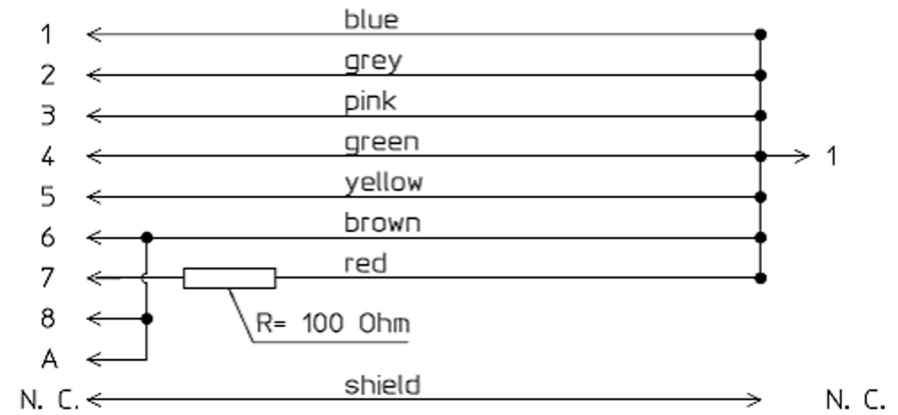 blue
1
grey
2
pink
3
green
4 1
yellow
5
brown
6
red
7
8 R= 100 Ohm
A
shield
N. C. N. C.